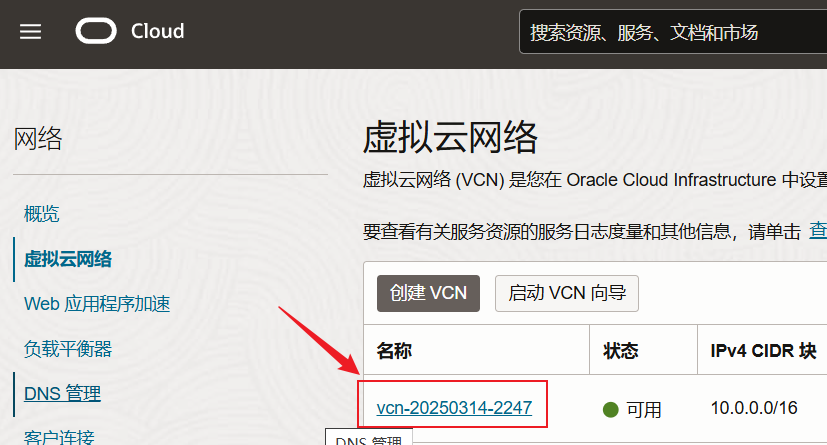 Cloud
搜索资源、服务、文档和市场
网络
概览
虚拟云网络
Web 应用程序加速
负载平衡器
DNS 管理
客户连接
虚拟云网络
虚拟云网络 (VCN) 是您在 Oracle Cloud Infrastructure 中设置
要查看有关服务资源的服务日志度量和其他信息，请单击 查
创建 VCN
启动 VCN 向导
名称 状态 IPv4 CIDR 块
vcn-20250314-2247 可用 10.0.0.0/16
DNS 管理